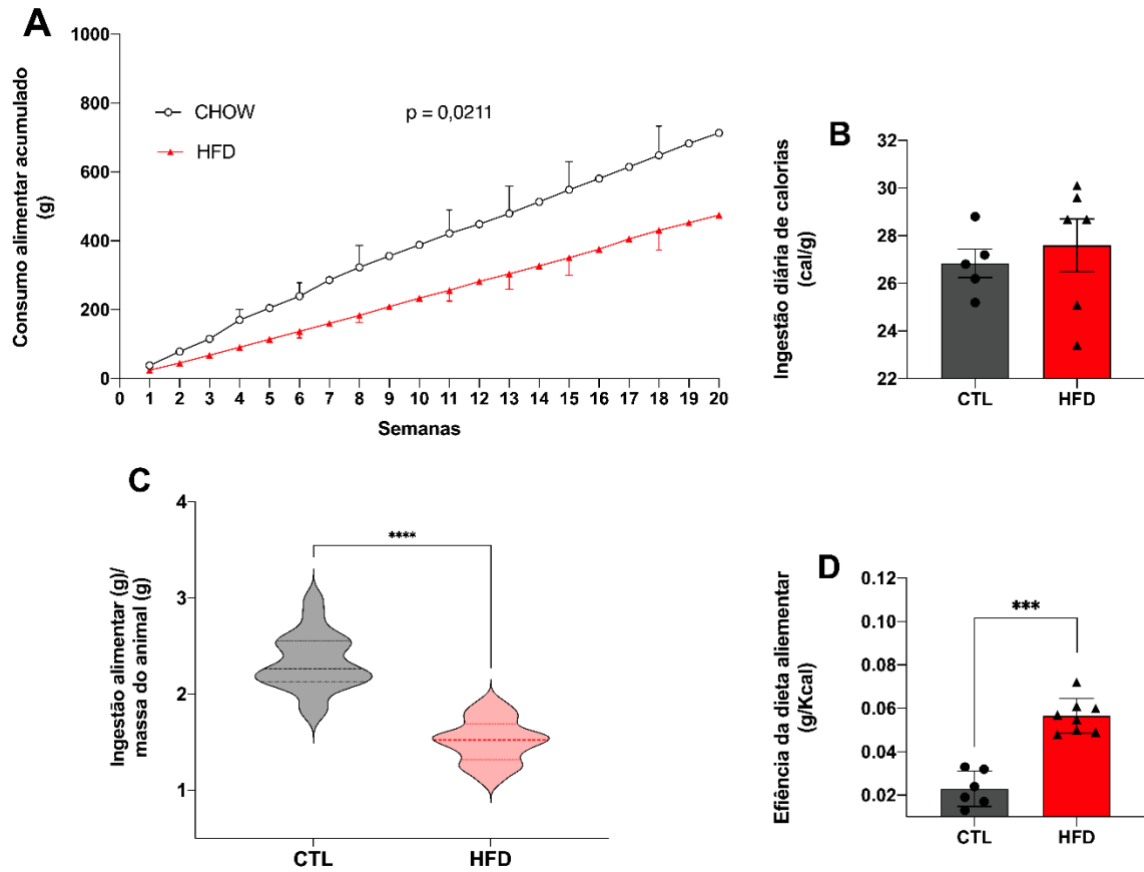 A
Consumo alimentar acumulado
(g)
1000
800
600
400
200
0
CHOW
HFD
p = 0,0211
0 1 2 3 4 5 6 7 8 9 10 11 12 13 14 15 16 17 18 19 20
Semanas
B
Ingestão diária de calorias
(cal/g)
32
30
28
26
24
22
CTL HFD
C
Ingestão alimentar (g)/
massa do animal (g)
4
3
2
1
****
CTL HFD
D
Efiência da dieta aliementar
(g/Kcal)
0.12
0.10
0.08
0.06
0.04
0.02
***
CTL HFD